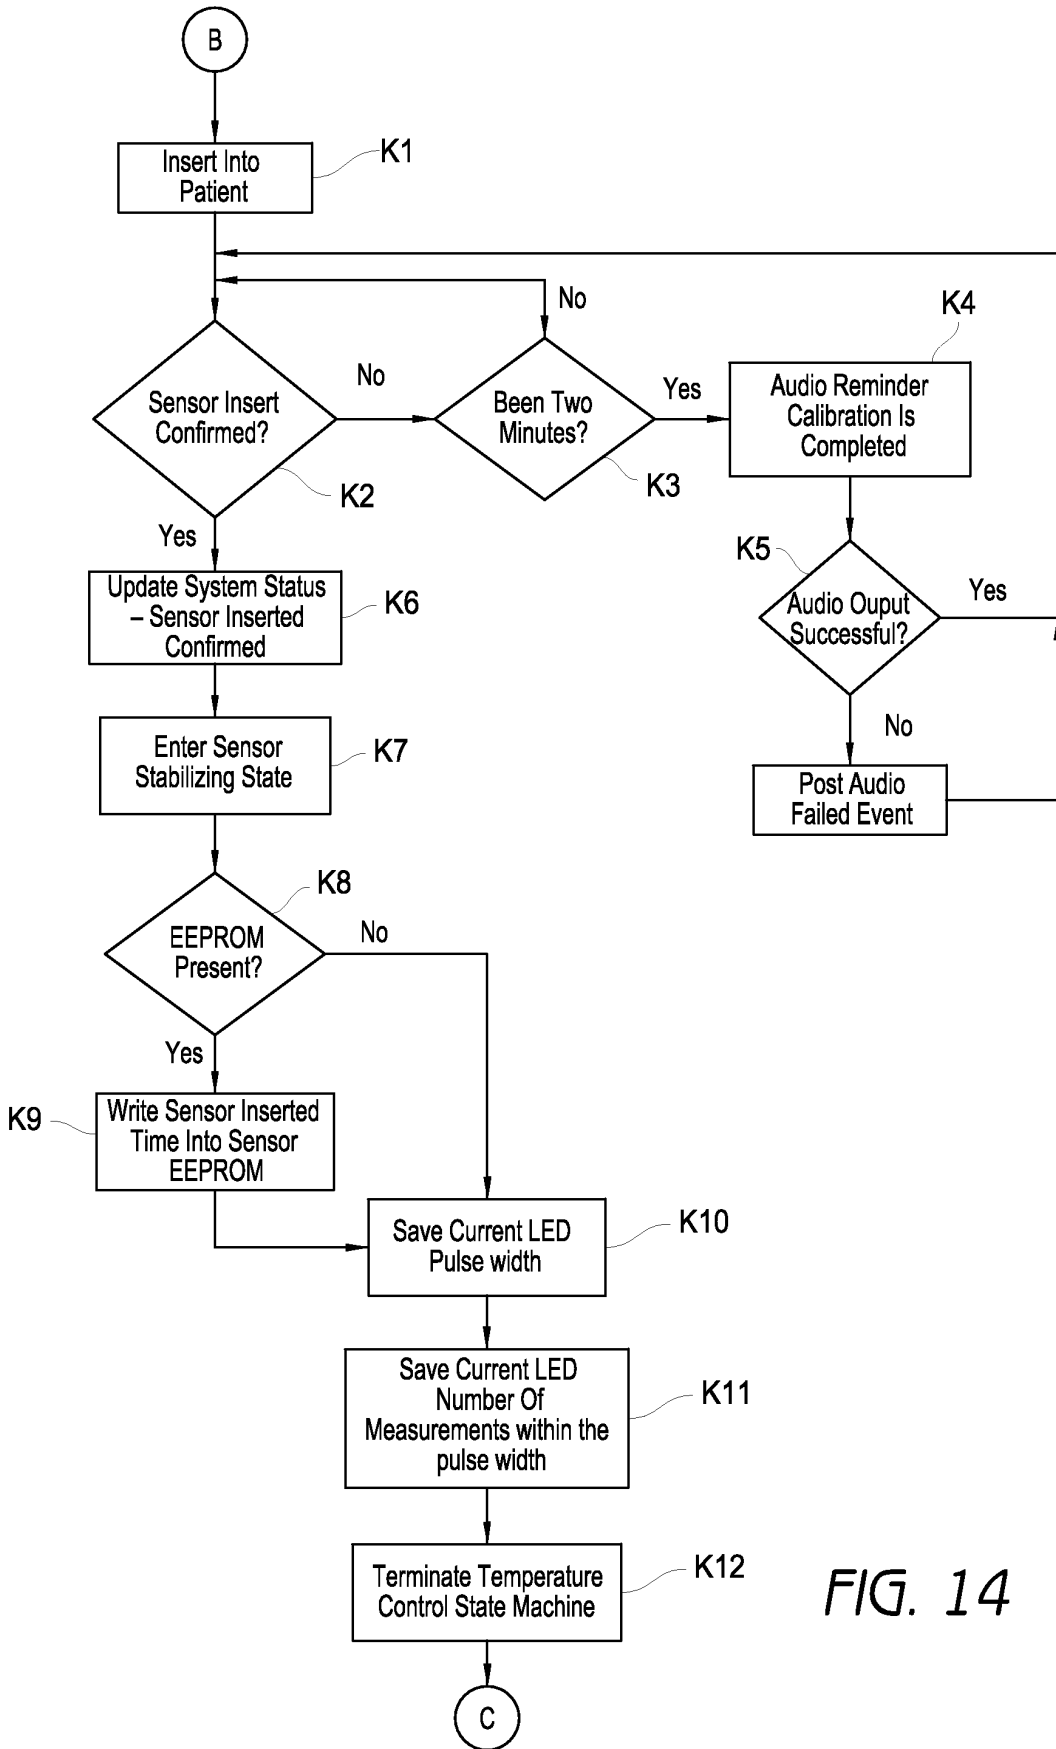 B
Insert Into
Patient
K1
No
K4
Sensor Insert
Confirmed?
No
Been Two
Minutes?
Yes
Audio Reminder
Calibration Is
Completed
K2
K3
Yes
K5
Update System Status
– Sensor Inserted
Confirmed
K6
Audio Ouput
Successful?
Yes
Enter Sensor
Stabilizing State
K7
No
Post Audio
Failed Event
K8
EEPROM
Present?
No
Yes
K9
Write Sensor Inserted
Time Into Sensor
EEPROM
Save Current LED
Pulse width
K10
Save Current LED
Number Of
Measurements within the
pulse width
K11
Terminate Temperature
Control State Machine
K12
FIG. 14
C